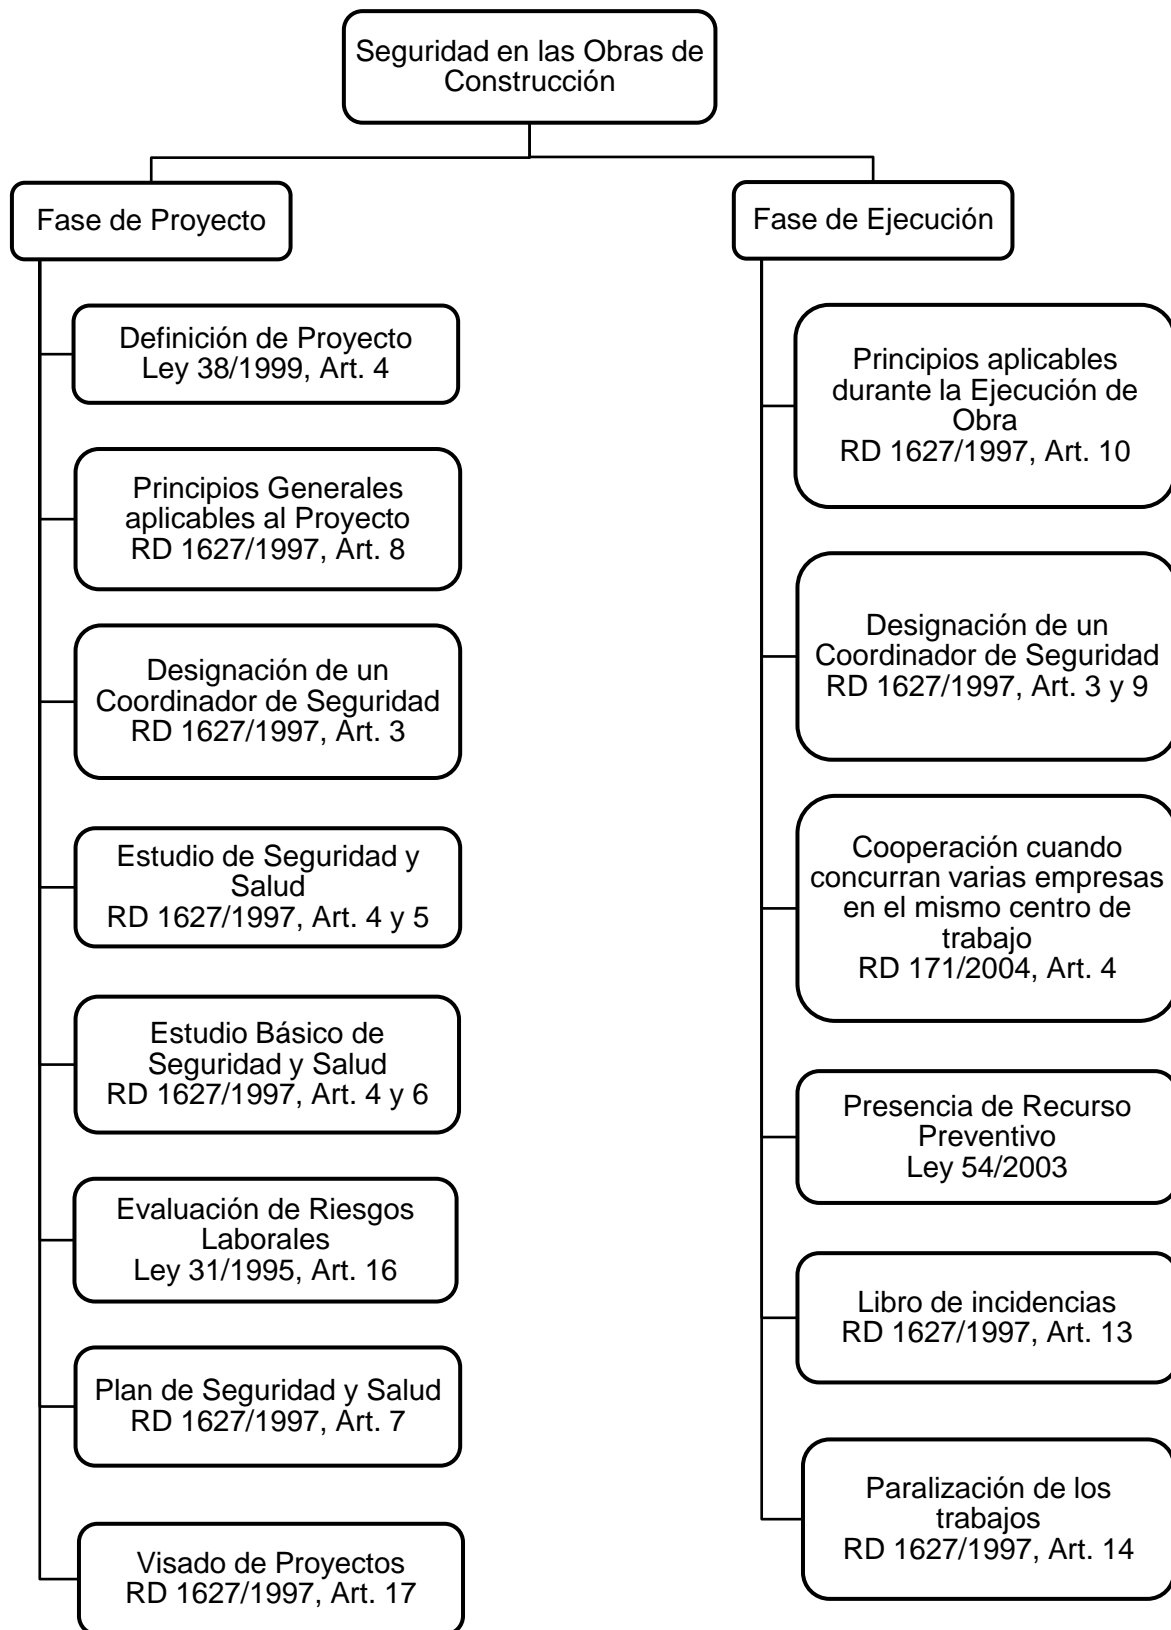 Seguridad en las Obras de
Construcción
Fase de Proyecto
Definición de Proyecto
Ley 38/1999, Art. 4
Principios Generales
aplicables al Proyecto
RD 1627/1997, Art. 8
Designación de un
Coordinador de Seguridad
RD 1627/1997, Art. 3
Estudio de Seguridad y
Salud
RD 1627/1997, Art. 4 y 5
Estudio Básico de
Seguridad y Salud
RD 1627/1997, Art. 4 y 6
Evaluación de Riesgos
Laborales
Ley 31/1995, Art. 16
Plan de Seguridad y Salud
RD 1627/1997, Art. 7
Visado de Proyectos
RD 1627/1997, Art. 17
Fase de Ejecución
Principios aplicables
durante la Ejecución de
Obra
RD 1627/1997, Art. 10
Designación de un
Coordinador de Seguridad
RD 1627/1997, Art. 3 y 9
Cooperación cuando
concurran varias empresas
en el mismo centro de
trabajo
RD 171/2004, Art. 4
Presencia de Recurso
Preventivo
Ley 54/2003
Libro de incidencias
RD 1627/1997, Art. 13
Paralización de los
trabajos
RD 1627/1997, Art. 14